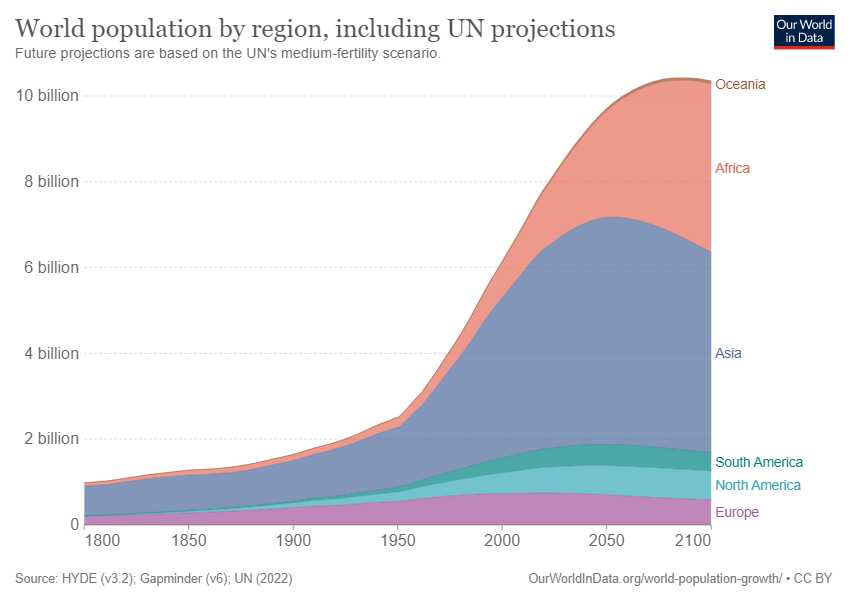 World population by region, including UN projections
Future projections are based on the UN's medium-fertility scenario.
Our World
in Data
10 billion
8 billion
6 billion
4 billion
2 billion
0
1800
1850
1900
1950
2000
2050
2100
Oceania
Africa
Asia
South America
North America
Europe
Source: HYDE (v3.2); Gapminder (v6); UN (2022)
OurWorldInData.org/world-population-growth/ • CC BY